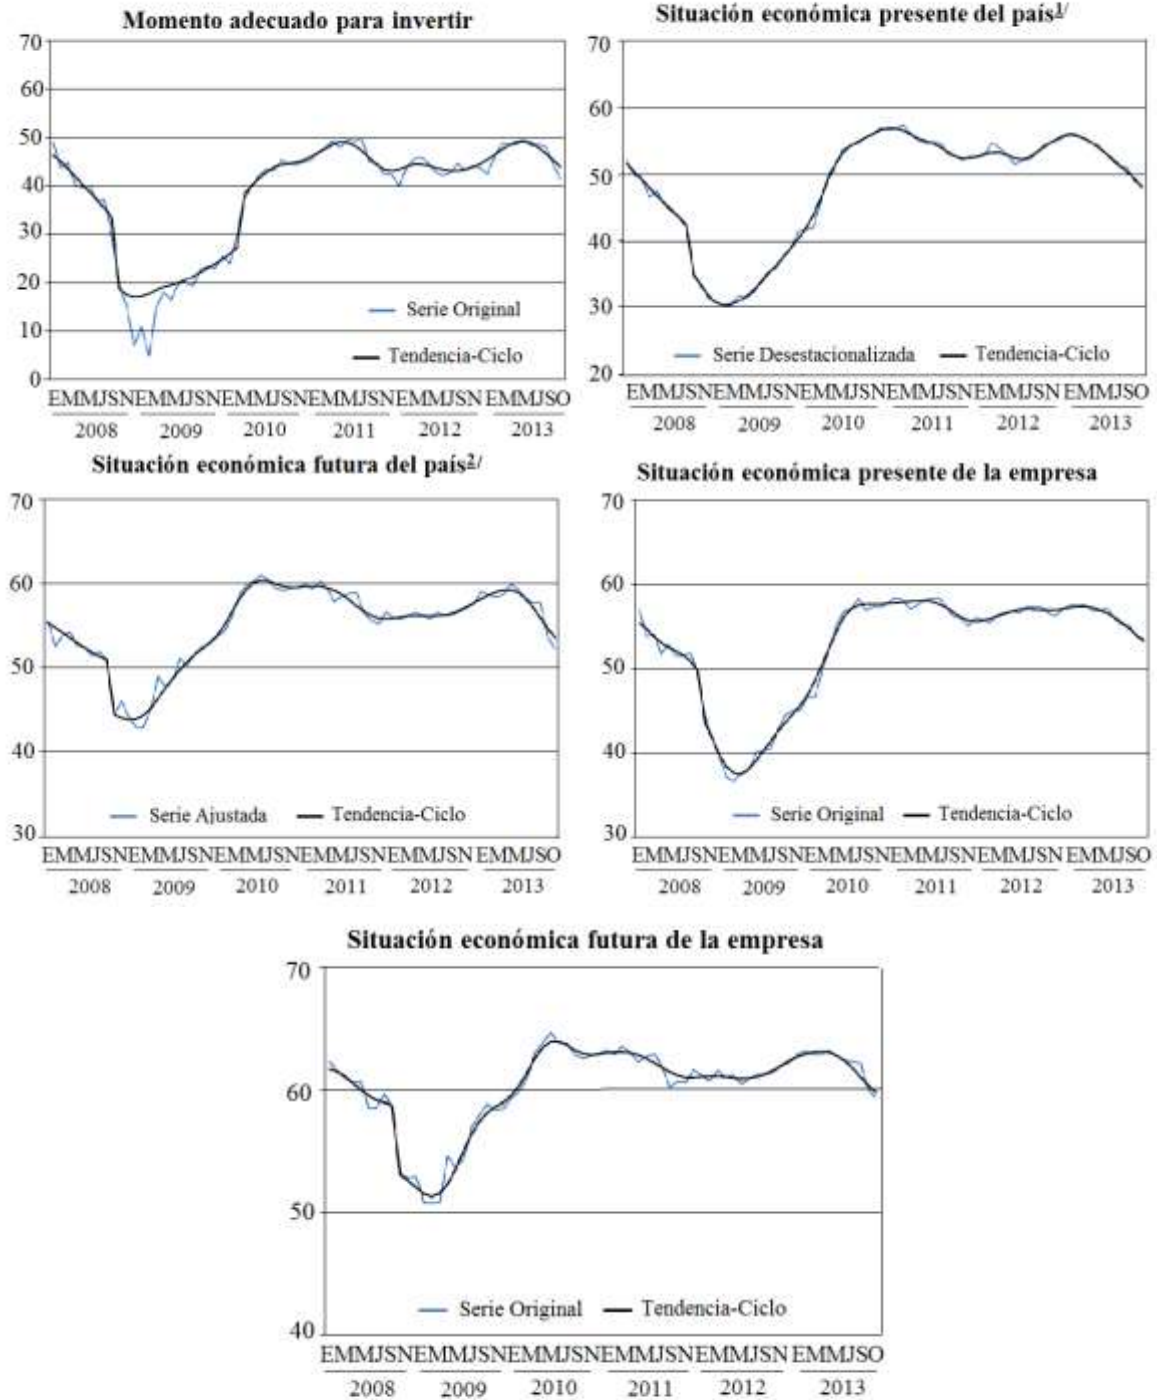 Momento adecuado para invertir
70
60
50
40
30
20
10
0
Serie Original
Tendencia-Ciclo
EMMJSNEMMJSNEMMJSNEMMJSNEMMJSN EMMJSO
2008 2009 2010 2011 2012 2013
Situación económica presente del país1/
70
60
50
40
30
20
Serie Desestacionalizada Tendencia-Ciclo
EMMJSNEMMJSNEMMJSNEMMJSNEMMJSN EMMJSO
2008 2009 2010 2011 2012 2013
Situación económica futura del país2/
70
60
50
40
30
Serie Ajustada Tendencia-Ciclo
EMMJSNEMMJSNEMMJSNEMMJSNEMMJSN EMMJSO
2008 2009 2010 2011 2012 2013
Situación económica presente de la empresa
70
60
50
40
30
Serie Original Tendencia-Ciclo
EMMJSNEMMJSNEMMJSNEMMJSNEMMJSN EMMJSO
2008 2009 2010 2011 2012 2013
Situación económica futura de la empresa
70
60
50
40
Serie Original Tendencia-Ciclo
EMMJSNEMMJSNEMMJSNEMMJSNEMMJSN EMMJSO
2008 2009 2010 2011 2012 2013